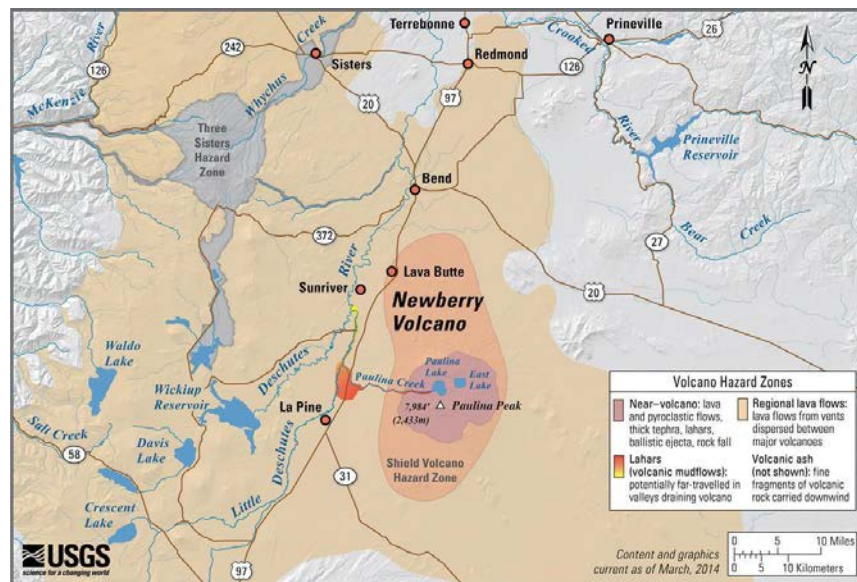 Terrebonne
Prineville
26
River
242
Creek
Crooked
N
126
Sisters
Redmond
126
McKenzie
Whychus
20
97
River
Three
Sisters
Hazard
Zone
Prineville
Reservoir
Bend
372
River
Bear
Creek
27
Lava Butte
Sunriver
20
Newberry
Volcano
Waldo
Lake
Deschutes
Paulina
Lake
East
Lake
Paulina Creek
Wickiup
Reservoir
7,984'
(2,433m)
Paulina Peak
La Pine
Salt Creek
58
Davis
Lake
Deschutes
Shield Volcano
Hazard Zone
31
Crescent
Lake
Little
97
Volcano Hazard Zones
Near–volcano: lava
and pyroclastic flows,
thick tephra, lahars,
ballistic ejecta, rock fall
Regional lava flows:
lava flows from vents
dispersed between
major volcanoes
Lahars
(volcanic mudflows):
potentially far-travelled in
valleys draining volcano
Volcanic ash
(not shown): fine
fragments of volcanic
rock carried downwind
USGS
science for a changing world
Content and graphics
current as of March, 2014
0 5 10 Miles
0 5 10 Kilometers